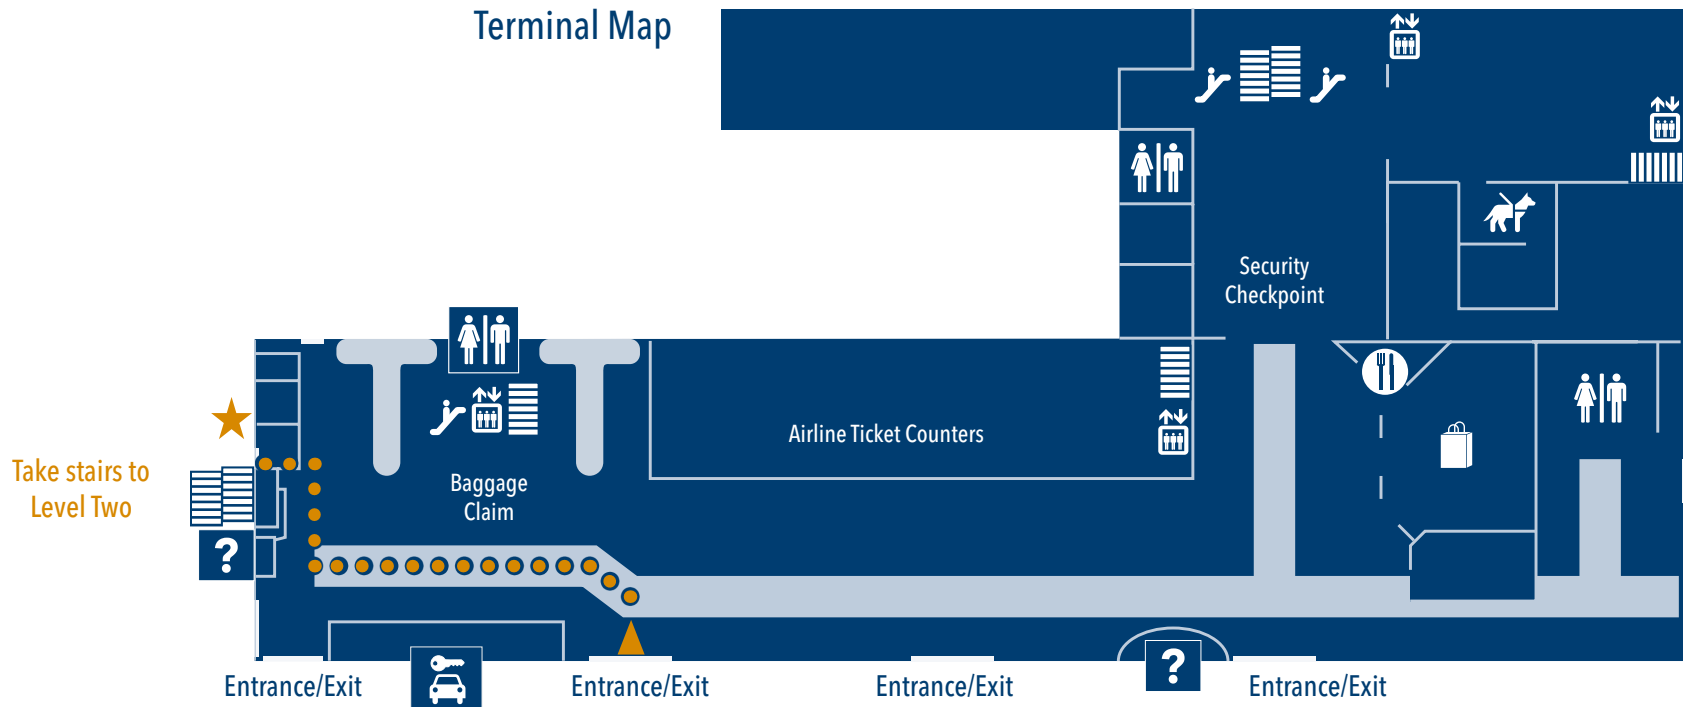 Terminal Map
Security
Checkpoint
Airline Ticket Counters
Take stairs to
Level Two
Baggage
Claim
?
?
Entrance/Exit
Entrance/Exit
Entrance/Exit
Entrance/Exit